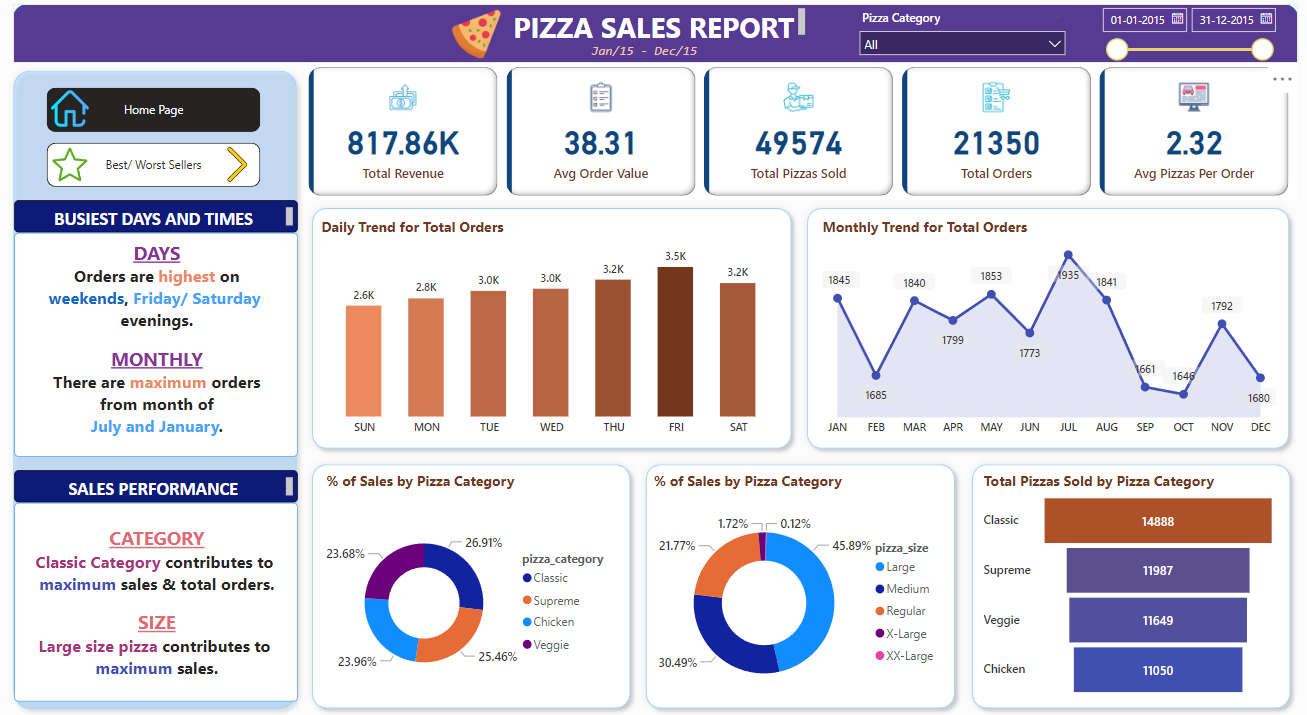 PIZZA SALES REPORT
Jan/15 - Dec/15
Pizza Category
All
01-01-2015
31-12-2015
Home Page
Best/ Worst Sellers
BUSIEST DAYS AND TIMES
DAYS
Orders are highest on
weekends, Friday/ Saturday
evenings.
MONTHLY
There are maximum orders
from month of
July and January.
SALES PERFORMANCE
CATEGORY
Classic Category contributes to
maximum sales & total orders.
SIZE
Large size pizza contributes to
maximum sales.
817.86K
Total Revenue
38.31
Avg Order Value
49574
Total Pizzas Sold
21350
Total Orders
2.32
Avg Pizzas Per Order
Daily Trend for Total Orders
2.6K
2.8K
3.0K
3.0K
3.2K
3.5K
3.2K
SUN MON TUE WED THU FRI SAT
Monthly Trend for Total Orders
1845
1685
1840
1799
1853
1773
1935
1841
1661
1646
1792
1680
JAN FEB MAR APR MAY JUN JUL AUG SEP OCT NOV DEC
% of Sales by Pizza Category
26.91%
25.46%
23.96%
23.68%
pizza_category
Classic
Supreme
Chicken
Veggie
% of Sales by Pizza Category
1.72%
0.12%
21.77%
45.89%
30.49%
pizza_size
Large
Medium
Regular
X-Large
XX-Large
Total Pizzas Sold by Pizza Category
Classic 14888
Supreme 11987
Veggie 11649
Chicken 11050